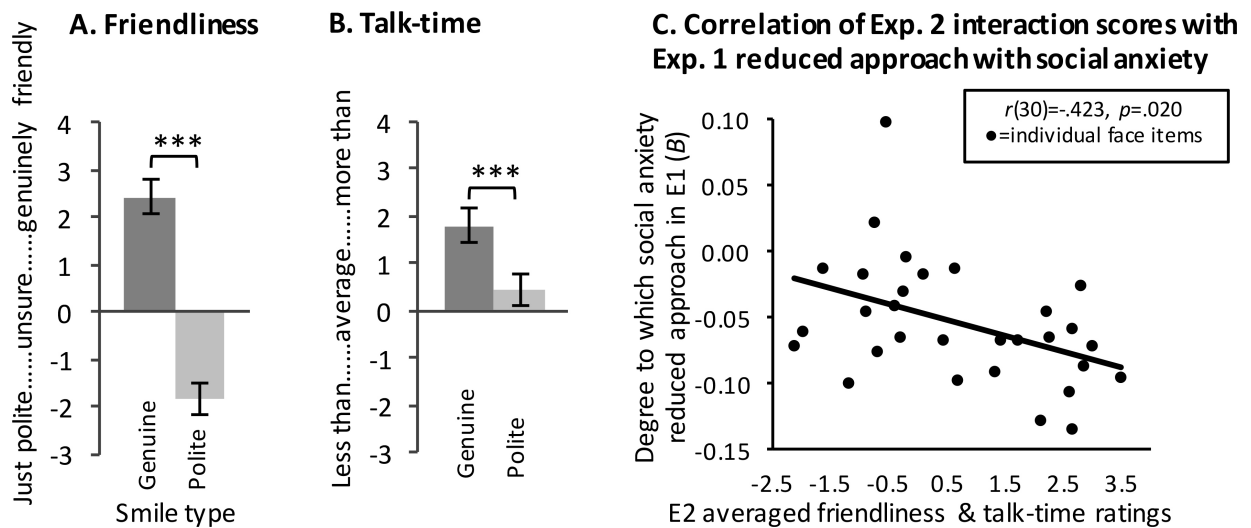 A. Friendliness
Just polite.........unsure......genuinely friendly
4
3
2
1
0
-1
-2
-3
***
Genuine
Polite
Smile type
B. Talk-time
Less than.....average......more than
4
3
2
1
0
-1
-2
-3
***
Genuine
Polite
C. Correlation of Exp. 2 interaction scores with
Exp. 1 reduced approach with social anxiety
r(30)=-.423, p=.020
●=individual face items
Degree to which social anxiety
reduced approach in E1 (B)
0.10
0.05
0.00
-0.05
-0.10
-0.15
-2.5 -1.5 -0.5 0.5 1.5 2.5 3.5
E2 averaged friendliness & talk-time ratings